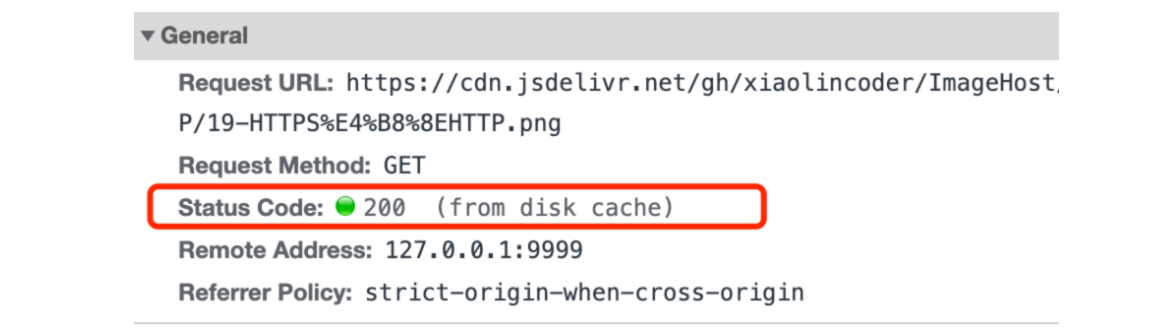 General
Request URL: https://cdn.jsdelivr.net/gh/xiaolincoder/ImageHost/
P/19-HTTPS%E4%B8%8EHTTP.png
Request Method: GET
Status Code: 200 (from disk cache)
Remote Address: 127.0.0.1:9999
Referrer Policy: strict-origin-when-cross-origin